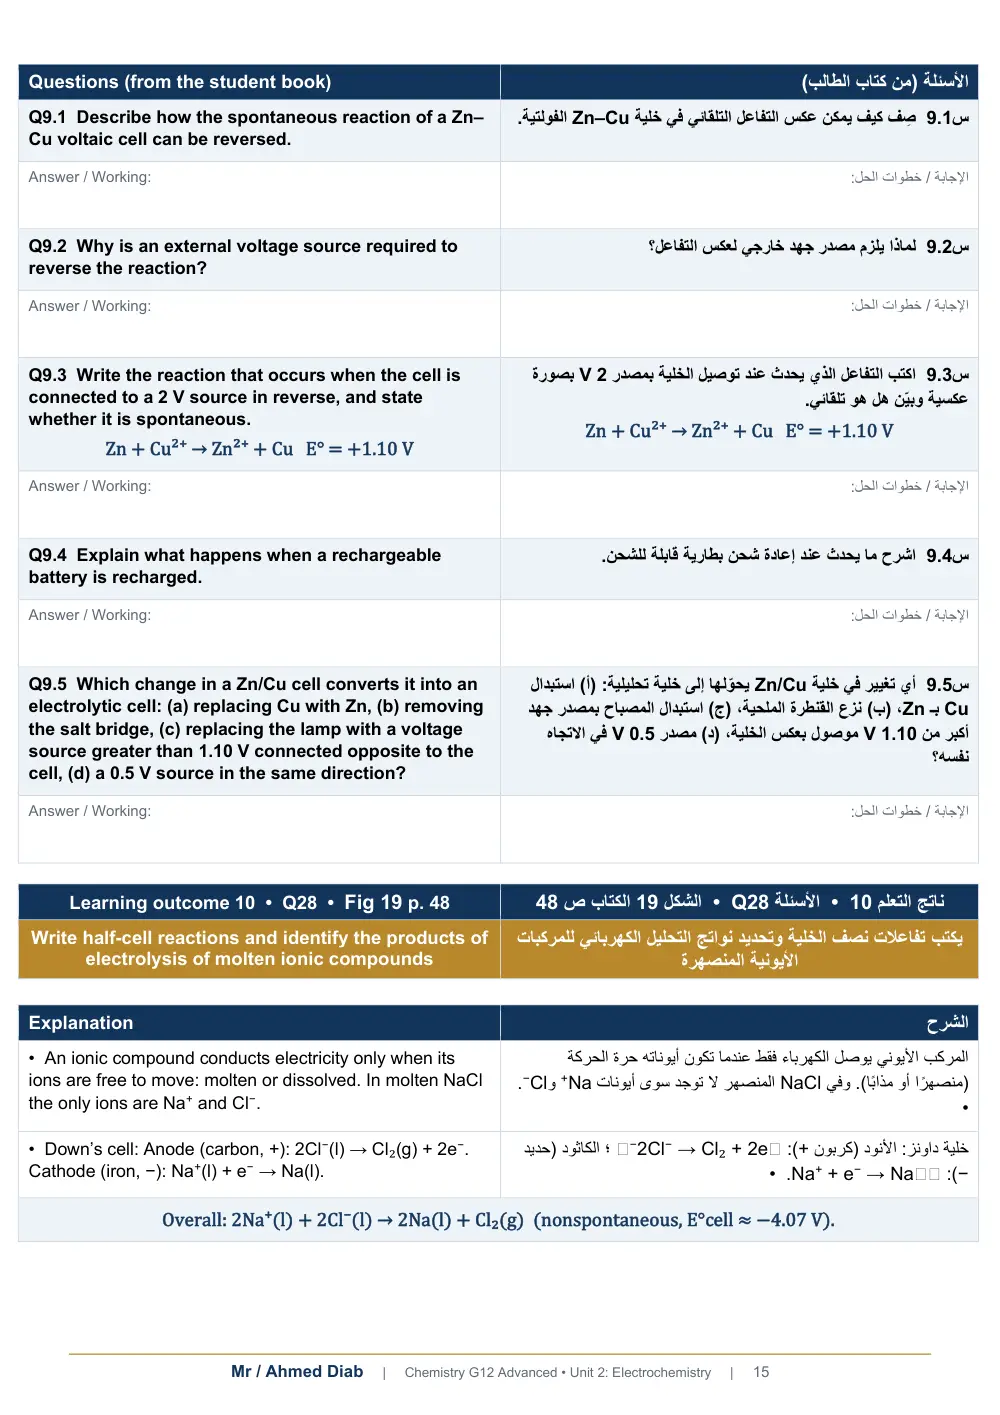 Questions (from the student book)
الأسئلة (من كتاب الطالب)
Q9.1 Describe how the spontaneous reaction of a Zn–
Cu voltaic cell can be reversed.
س9.1 صِف كيف يمكن عكس التفاعل التلقائي في خلية Zn–Cu الفولتية.
Answer / Working:
الإجابة / خطوات الحل:
Q9.2 Why is an external voltage source required to
reverse the reaction?
س9.2 لماذا يلزم مصدر جهد خارجي لعكس التفاعل؟
Answer / Working:
الإجابة / خطوات الحل:
Q9.3 Write the reaction that occurs when the cell is
connected to a 2 V source in reverse, and state
whether it is spontaneous.
Zn + Cu²⁺ → Zn²⁺ + Cu E° = +1.10 V
س9.3 اكتب التفاعل الذي يحدث عند توصيل الخلية بمصدر 2 V بصورة
عكسية وبيّن هل هو تلقائي.
Zn + Cu²⁺ → Zn²⁺ + Cu E° = +1.10 V
Answer / Working:
الإجابة / خطوات الحل:
Q9.4 Explain what happens when a rechargeable
battery is recharged.
س9.4 اشرح ما يحدث عند إعادة شحن بطارية قابلة للشحن.
Answer / Working:
الإجابة / خطوات الحل:
Q9.5 Which change in a Zn/Cu cell converts it into an
electrolytic cell: (a) replacing Cu with Zn, (b) removing
the salt bridge, (c) replacing the lamp with a voltage
source greater than 1.10 V connected opposite to the
cell, (d) a 0.5 V source in the same direction?
س9.5 أي تغيير في خلية Zn/Cu يحوّلها إلى خلية تحليلية: (أ) استبدال
Cu بـ Zn، (ب) نزع القنطرة الملحية، (ج) استبدال المصباح بمصدر جهد
أكبر من 1.10 V موصول بعكس الخلية، (د) مصدر 0.5 V في الاتجاه
نفسه؟
Answer / Working:
الإجابة / خطوات الحل:
Learning outcome 10 • Q28 • Fig 19 p. 48
ناتج التعلم 10 • الأسئلة Q28 • الشكل 19 الكتاب ص 48
Write half-cell reactions and identify the products of
electrolysis of molten ionic compounds
يكتب تفاعلات نصف الخلية وتحديد نواتج التحليل الكهربائي للمركبات
الأيونية المنصهرة
Explanation
الشرح
• An ionic compound conducts electricity only when its
ions are free to move: molten or dissolved. In molten NaCl
the only ions are Na⁺ and Cl⁻.
المركب الأيوني يوصل الكهرباء فقط عندما تكون أيوناته حرة الحركة
(منصهرًا أو مذابًا). وفي NaCl المنصهر لا توجد سوى أيونات Na⁺ وCl⁻.
•
• Down’s cell: Anode (carbon, +): 2Cl⁻(l) → Cl₂(g) + 2e⁻.
Cathode (iron, −): Na⁺(l) + e⁻ → Na(l).
خلية داونز: الأنود (كربون +): 2Cl⁻ → Cl₂ + 2e⁻ ؛ الكاثود (حديد
−): Na⁺ + e⁻ → Na. •
Overall: 2Na⁺(l) + 2Cl⁻(l) → 2Na(l) + Cl₂(g) (nonspontaneous, E°cell ≈ −4.07 V).
Mr / Ahmed Diab | Chemistry G12 Advanced • Unit 2: Electrochemistry | 15